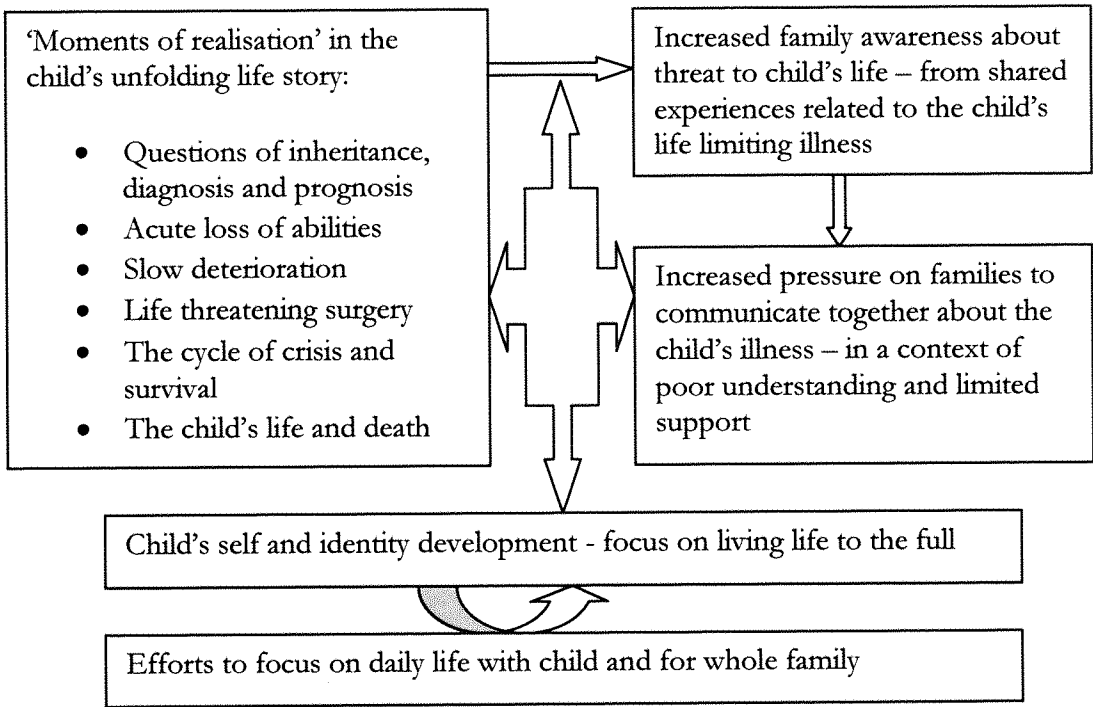 ‘Moments of realisation’ in the
child’s unfolding life story:
• Questions of inheritance,
diagnosis and prognosis
• Acute loss of abilities
• Slow deterioration
• Life threatening surgery
• The cycle of crisis and
survival
• The child’s life and death
Increased family awareness about
threat to child’s life – from shared
experiences related to the child’s
life limiting illness
Increased pressure on families to
communicate together about the
child’s illness – in a context of
poor understanding and limited
support
Child’s self and identity development - focus on living life to the full
Efforts to focus on daily life with child and for whole family